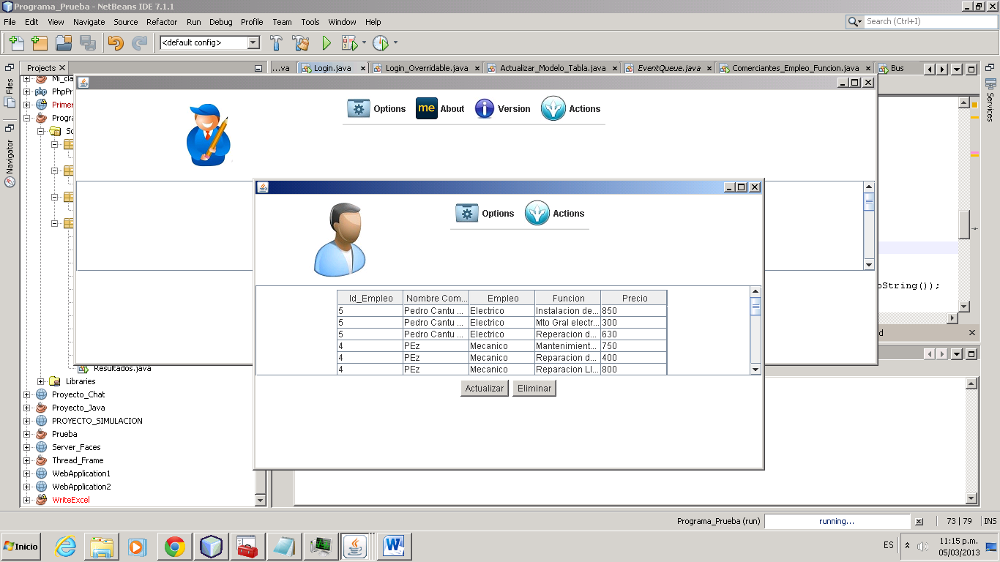 Programa_Prueba - NetBeans IDE 7.1.1
File Edit View Navigate Source Refactor Run Debug Profile Team Tools Window Help
Search (Ctrl+I)
<default config>
Projects
...va Login.java Login_Overridable.java Actualizar_Modelo_Tabla.java EventQueue.java Comerciantes_Empleo_Funcion.java Bus
Files
Navigator
Services
Mi_cla
PhpPr
Primer
Progra
So
Options About Version Actions
me
Options Actions
Id_Empleo Nombre Com... Empleo Funcion Precio
5 Pedro Cantu ... Electrico Instalacion de... 850
5 Pedro Cantu ... Electrico Mto Gral electr... 300
5 Pedro Cantu ... Electrico Reperacion d... 630
4 PEz Mecanico Mantenimient... 750
4 PEz Mecanico Reparacion d... 400
4 PEz Mecanico Reparacion LI... 800
Actualizar Eliminar
oString());
d
Resultados.java
Libraries
Proyecto_Chat
Proyecto_Java
PROYECTO_SIMULACION
Prueba
Server_Faces
Thread_Frame
WebApplication1
WebApplication2
WriteExcel
Programa_Prueba (run) running... 73 | 79 INS
Inicio
ES
11:15 p.m.
05/03/2013